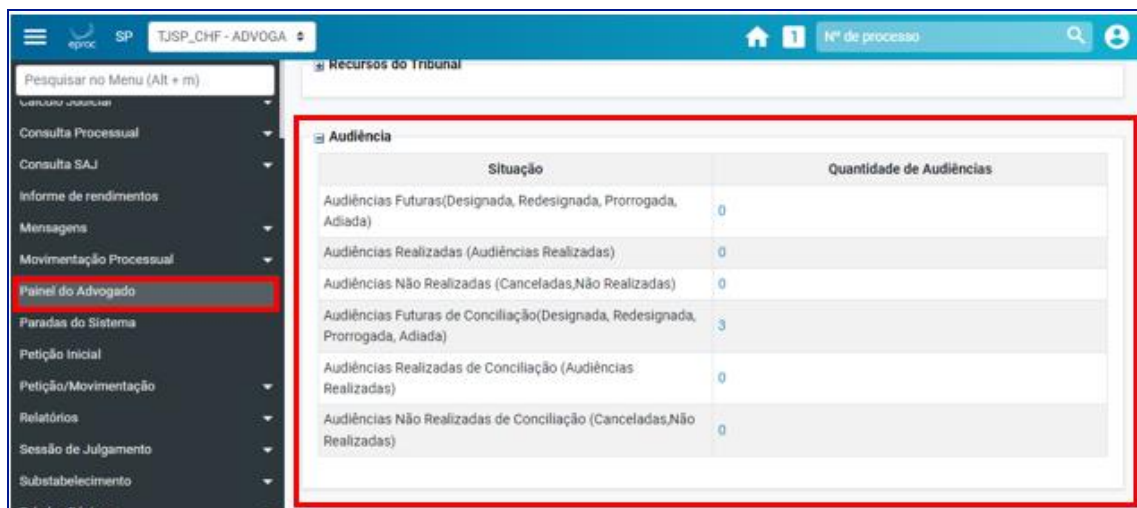 eproc SP TJSP_CHF - ADVOGA 1 Nº de processo
Pesquisar no Menu (Alt + m)
Cálculo Judicial
Consulta Processual
Consulta SAJ
Informe de rendimentos
Mensagens
Movimentação Processual
Painel do Advogado
Paradas do Sistema
Petição Inicial
Petição/Movimentação
Relatórios
Sessão de Julgamento
Substabelecimento
Recursos do Tribunal
Audiência
Situação Quantidade de Audiências
Audiências Futuras(Designada, Redesignada, Prorrogada,
Adiada) 0
Audiências Realizadas (Audiências Realizadas) 0
Audiências Não Realizadas (Canceladas,Não Realizadas) 0
Audiências Futuras de Conciliação(Designada, Redesignada,
Prorrogada, Adiada) 3
Audiências Realizadas de Conciliação (Audiências
Realizadas) 0
Audiências Não Realizadas de Conciliação (Canceladas,Não
Realizadas) 0